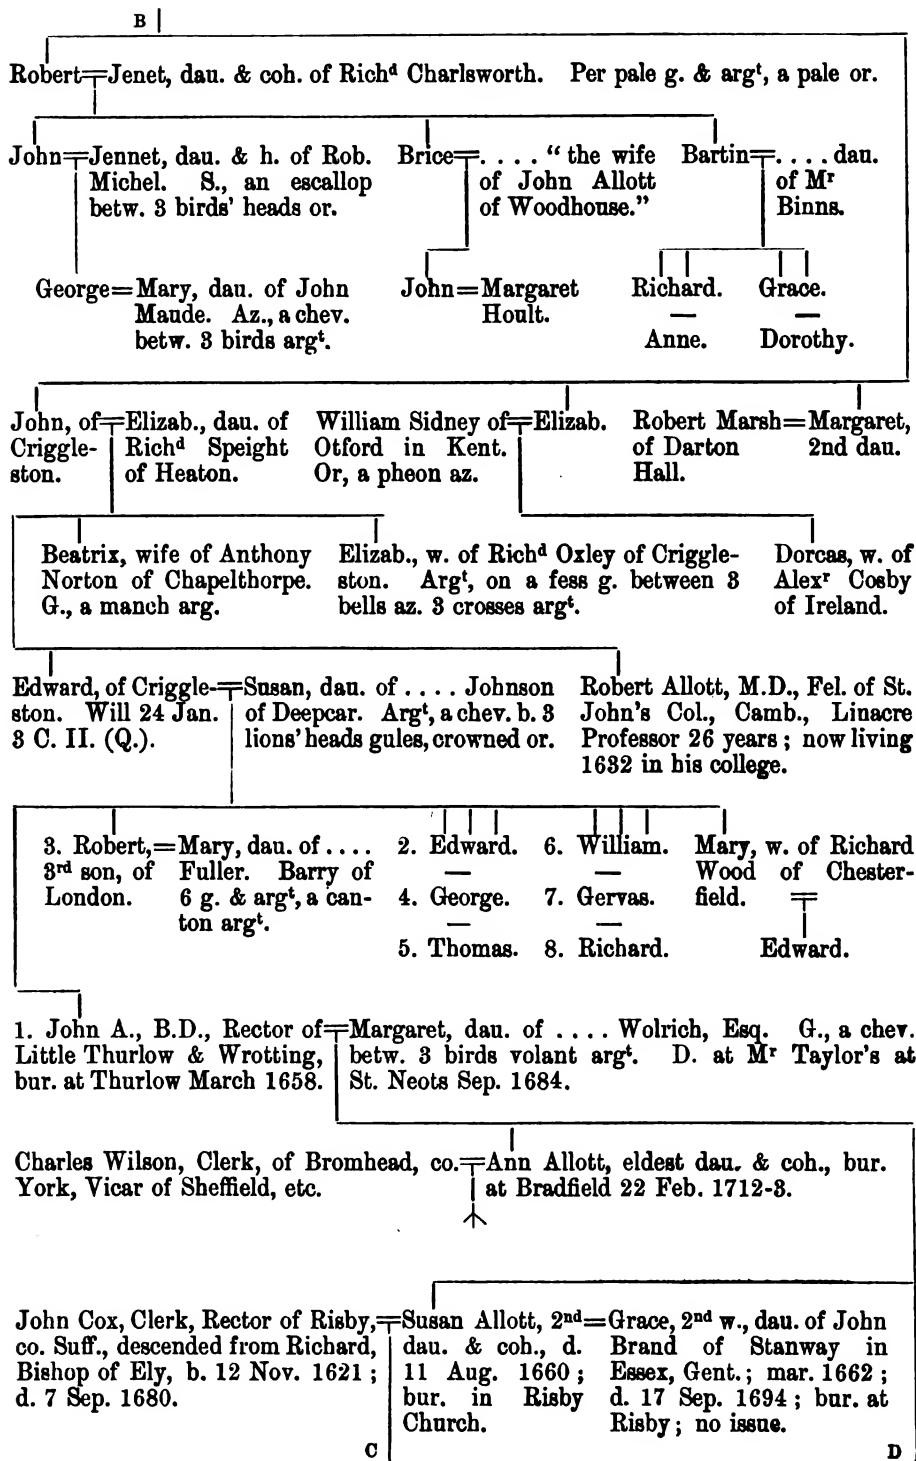 B
Robert=Jenet, dau. & coh. of Richᵈ Charlsworth. Per pale g. & argᵗ, a pale or.
John=Jennet, dau. & h. of Rob.
Michel. S., an escallop
betw. 3 birds' heads or.
Brice=.... "the wife
of John Allott
of Woodhouse."
Bartin=.... dau.
of Mʳ
Binns.
George=Mary, dau. of John
Maude. Az., a chev.
betw. 3 birds argᵗ.
John=Margaret
Hoult.
Richard.
—
Anne.
Grace.
—
Dorothy.
John, of=Elizab., dau. of
Criggle- Richᵈ Speight
ston. of Heaton.
William Sidney of=Elizab.
Otford in Kent.
Or, a pheon az.
Robert Marsh=Margaret,
of Darton 2nd dau.
Hall.
Beatrix, wife of Anthony
Norton of Chapelthorpe.
G., a manch arg.
Elizab., w. of Richᵈ Oxley of Criggle-
ston. Argᵗ, on a fess g. between 3
bells az. 3 crosses argᵗ.
Dorcas, w. of
Alexʳ Cosby
of Ireland.
Edward, of Criggle-=Susan, dau. of .... Johnson
ston. Will 24 Jan. of Deepcar. Argᵗ, a chev. b. 3
3 C. II. (Q.). lions' heads gules, crowned or.
Robert Allott, M.D., Fel. of St.
John's Col., Camb., Linacre
Professor 26 years; now living
1632 in his college.
3. Robert,=Mary, dau. of ....
3ʳᵈ son, of Fuller. Barry of
London. 6 g. & argᵗ, a can-
ton argᵗ.
2. Edward.
—
4. George.
—
5. Thomas.
6. William.
—
7. Gervas.
—
8. Richard.
Mary, w. of Richard
Wood of Chester-
field. =
Edward.
1. John A., B.D., Rector of=Margaret, dau. of .... Wolrich, Esq. G., a chev.
Little Thurlow & Wrotting, betw. 3 birds volant argᵗ. D. at Mʳ Taylor's at
bur. at Thurlow March 1658. St. Neots Sep. 1684.
Charles Wilson, Clerk, of Bromhead, co.=Ann Allott, eldest dau. & coh., bur.
York, Vicar of Sheffield, etc. at Bradfield 22 Feb. 1712-3.
John Cox, Clerk, Rector of Risby,=Susan Allott, 2ⁿᵈ=Grace, 2ⁿᵈ w., dau. of John
co. Suff., descended from Richard, dau. & coh., d. Brand of Stanway in
Bishop of Ely, b. 12 Nov. 1621; 11 Aug. 1660; Essex, Gent.; mar. 1662;
d. 7 Sep. 1680. bur. in Risby d. 17 Sep. 1694; bur. at
Church. Risby; no issue.
C D